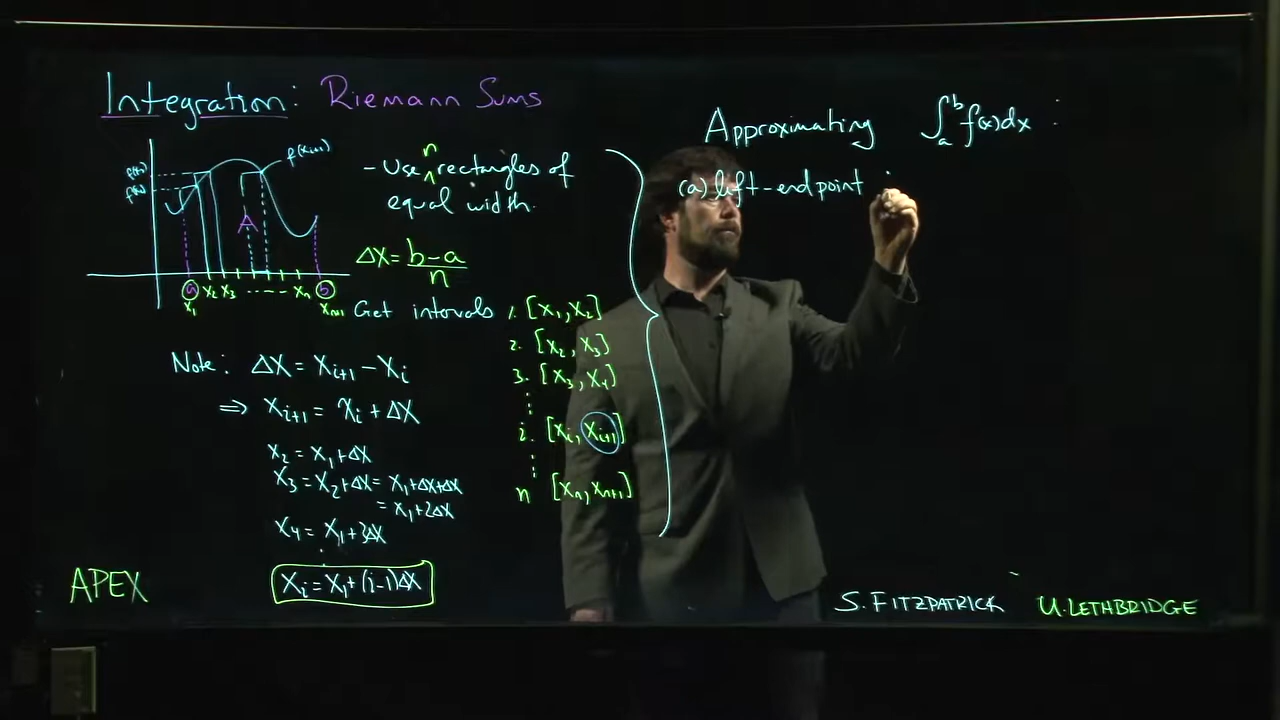 Integration: Riemann Sums
f(x₂)
f(x₁)
f(xᵢ₊₁)
A
a x₂ x₃ ----- xₙ b
x₁ xₙ₊₁
- Use n rectangles of
equal width.
Δx = (b-a)/n
Get intervals 1. [x₁, x₂]
2. [x₂, x₃]
3. [x₃, x₄]
i. [xᵢ, xᵢ₊₁]
n [xₙ, xₙ₊₁]
Note: Δx = xᵢ₊₁ - xᵢ
⇒ xᵢ₊₁ = xᵢ + Δx
x₂ = x₁ + Δx
x₃ = x₂ + Δx = x₁ + Δx + Δx
= x₁ + 2Δx
x₄ = x₁ + 3Δx
xᵢ = x₁ + (i-1)Δx
APEX
Approximating ∫ₐᵇ f(x)dx :
(a) left-endpoint :
S. FITZPATRICK U. LETHBRIDGE